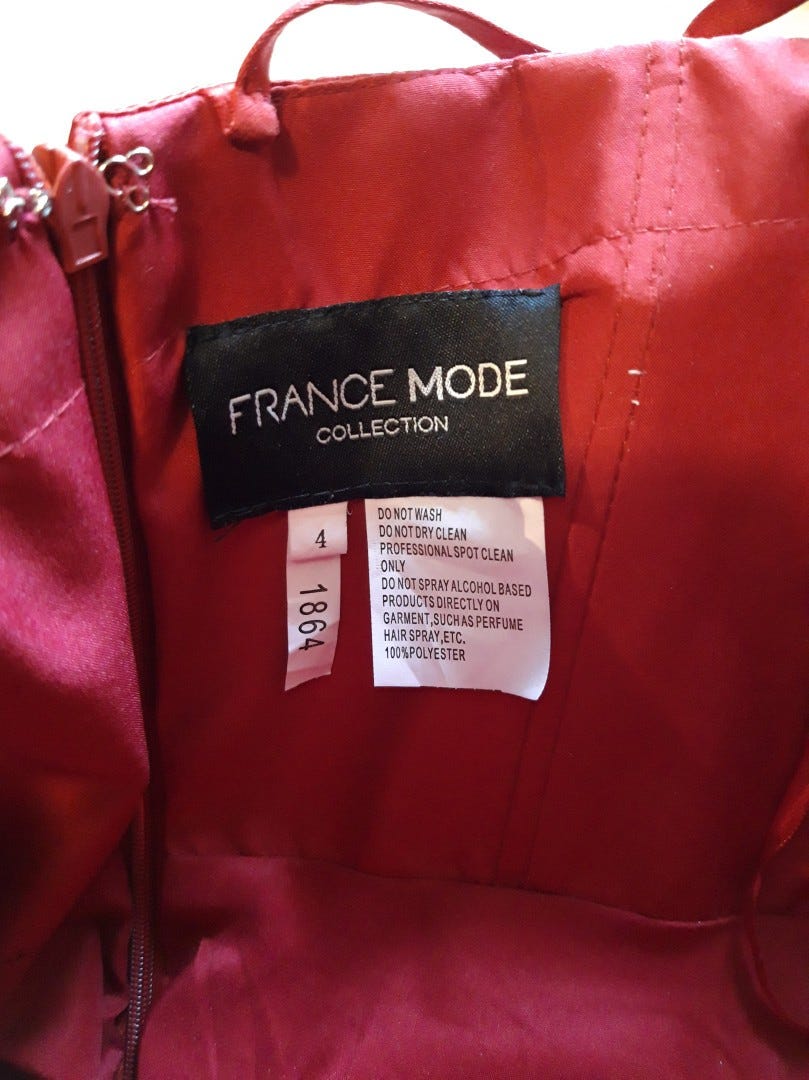 FRANCE MODE
COLLECTION
4
1864
DO NOT WASH
DO NOT DRY CLEAN
PROFESSIONAL SPOT CLEAN
ONLY
DO NOT SPRAY ALCOHOL BASED
PRODUCTS DIRECTLY ON
GARMENT,SUCH AS PERFUME
HAIR SPRAY,ETC.
100%POLYESTER